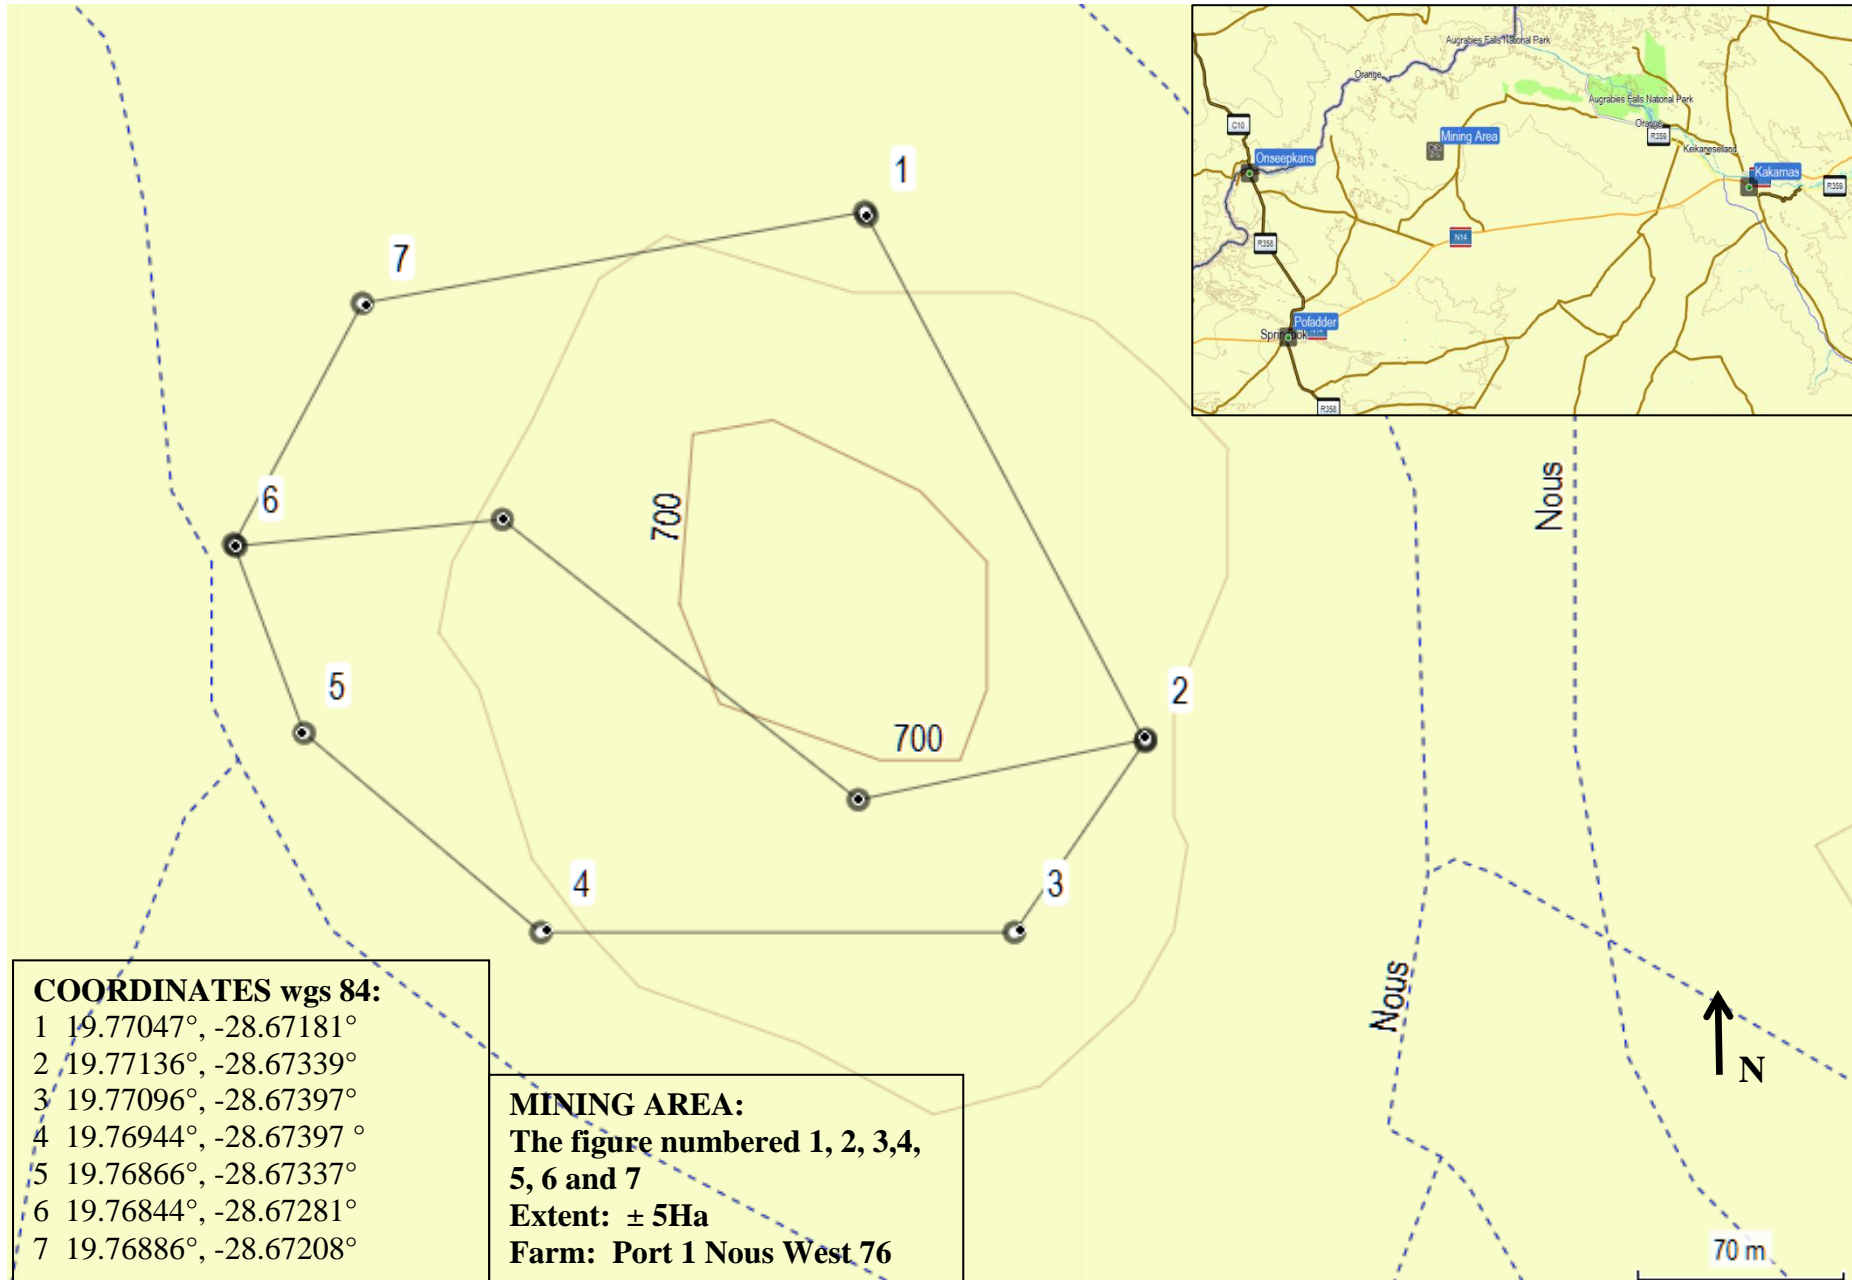 1
7
6
5
4
3
2
700
700
Nous
Nous
N
70 m
Augrabies Falls National Park
Orange
Augrabies Falls National Park
Orange
R359
Keikameseland
C10
Mining Area
Onseepkans
Kakamas
R359
R358
N14
Pofadder
R358
COORDINATES wgs 84:
1 19.77047°, -28.67181°
2 19.77136°, -28.67339°
3 19.77096°, -28.67397°
4 19.76944°, -28.67397 °
5 19.76866°, -28.67337°
6 19.76844°, -28.67281°
7 19.76886°, -28.67208°
MINING AREA:
The figure numbered 1, 2, 3,4,
5, 6 and 7
Extent: ± 5Ha
Farm: Port 1 Nous West 76